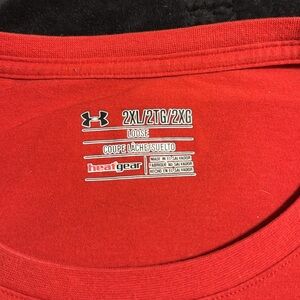 2XL/2TG/2XG
LOOSE
COUPE LÂCHE/SUELTO
heatgear
MADE IN EL SALVADOR
FABRIQUÉ AU SALVADOR
HECHO EN EL SALVADOR